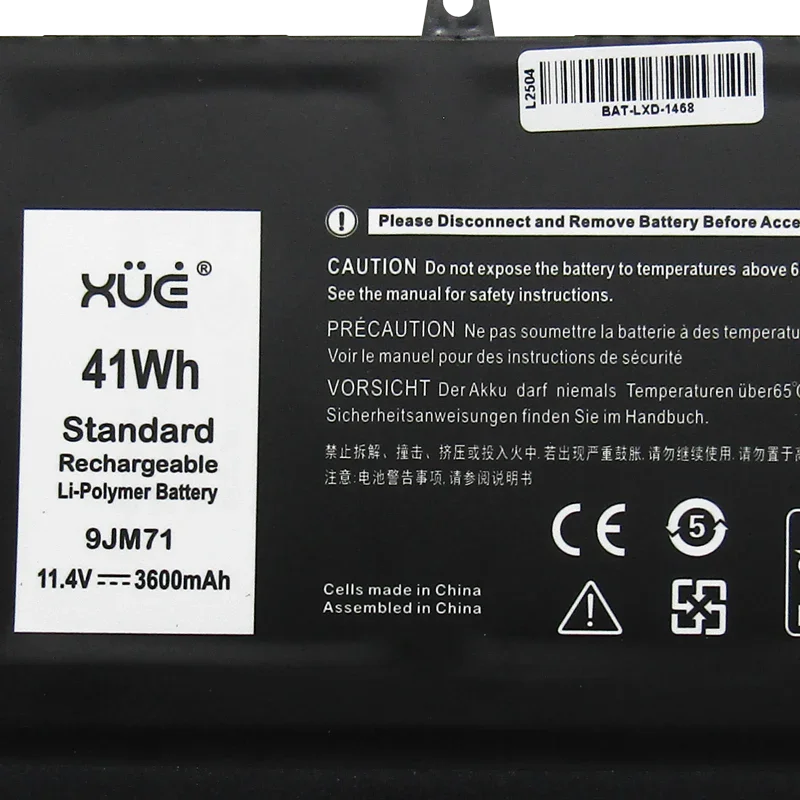 L2504
BAT-LXD-1468
Please Disconnect and Remove Battery Before Acce
XÜĖ®
41Wh
Standard
Rechargeable
Li-Polymer Battery
9JM71
11.4V 3600mAh
CAUTION Do not expose the battery to temperatures above 6
See the manual for safety instructions.
PRÉCAUTION Ne pas soumettre la batterie à des temperatu
Voir le manuel pour des instructions de sécurité
VORSICHT Der Akku darf niemals Temperaturen über65°C
Sicherheitsanweisungen finden Sie im Handbuch.
禁止拆解、撞击、挤压或投入火中.若出现严重鼓胀,请勿继续使用.请勿置于高
注意:电池警告事项,请参阅说明书
CE
5
Cells made in China
Assembled in China